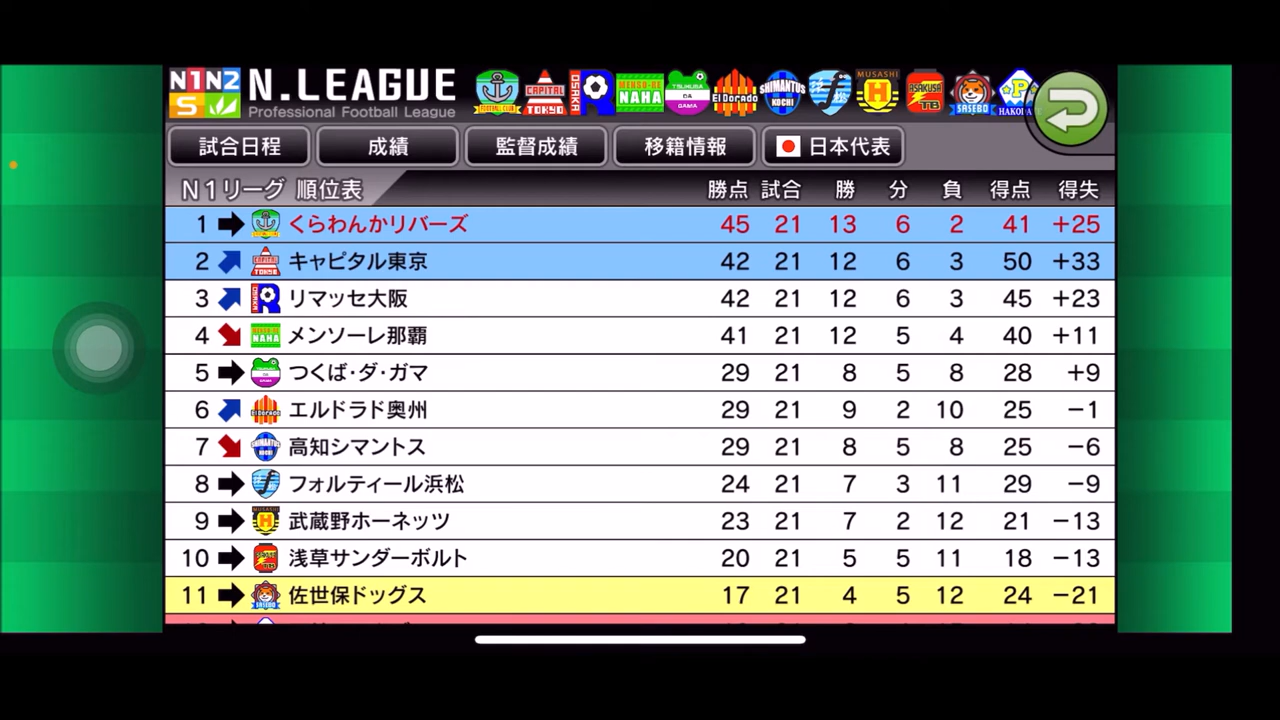 N1 N2 S N.LEAGUE
Professional Football League
FOOTBALL CLUB CAPITAL TOKYO OSAKA R MENSO-RE NAHA TSUKUBA DA GAMA El Dorado SHIMANTUS KOCHI MUSASHI H ASAKUSA TB SASEBO P HAKODA
試合日程 成績 監督成績 移籍情報 日本代表
N1リーグ 順位表 勝点 試合 勝 分 負 得点 得失
1 くらわんかリバーズ 45 21 13 6 2 41 +25
2 キャピタル東京 42 21 12 6 3 50 +33
3 リマッセ大阪 42 21 12 6 3 45 +23
4 メンソーレ那覇 41 21 12 5 4 40 +11
5 つくば・ダ・ガマ 29 21 8 5 8 28 +9
6 エルドラド奥州 29 21 9 2 10 25 −1
7 高知シマントス 29 21 8 5 8 25 −6
8 フォルティール浜松 24 21 7 3 11 29 −9
9 武蔵野ホーネッツ 23 21 7 2 12 21 −13
10 浅草サンダーボルト 20 21 5 5 11 18 −13
11 佐世保ドッグス 17 21 4 5 12 24 −21